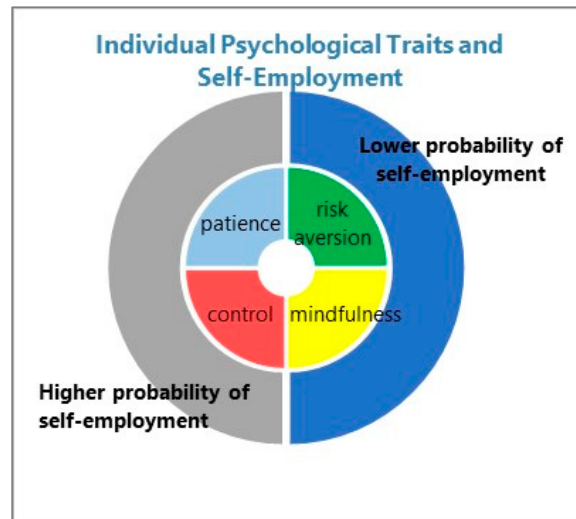 Individual Psychological Traits and
Self-Employment
Lower probability of
self-employment
patience
risk
aversion
control
mindfulness
Higher probability of
self-employment